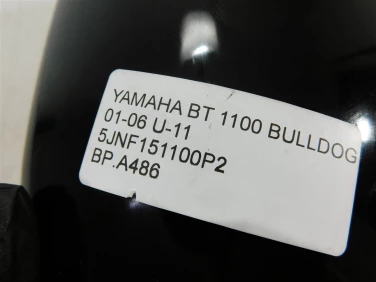 YAMAHA BT 1100 BULLDOG
01-06 U-11
5JNF151100P2
BP.A486